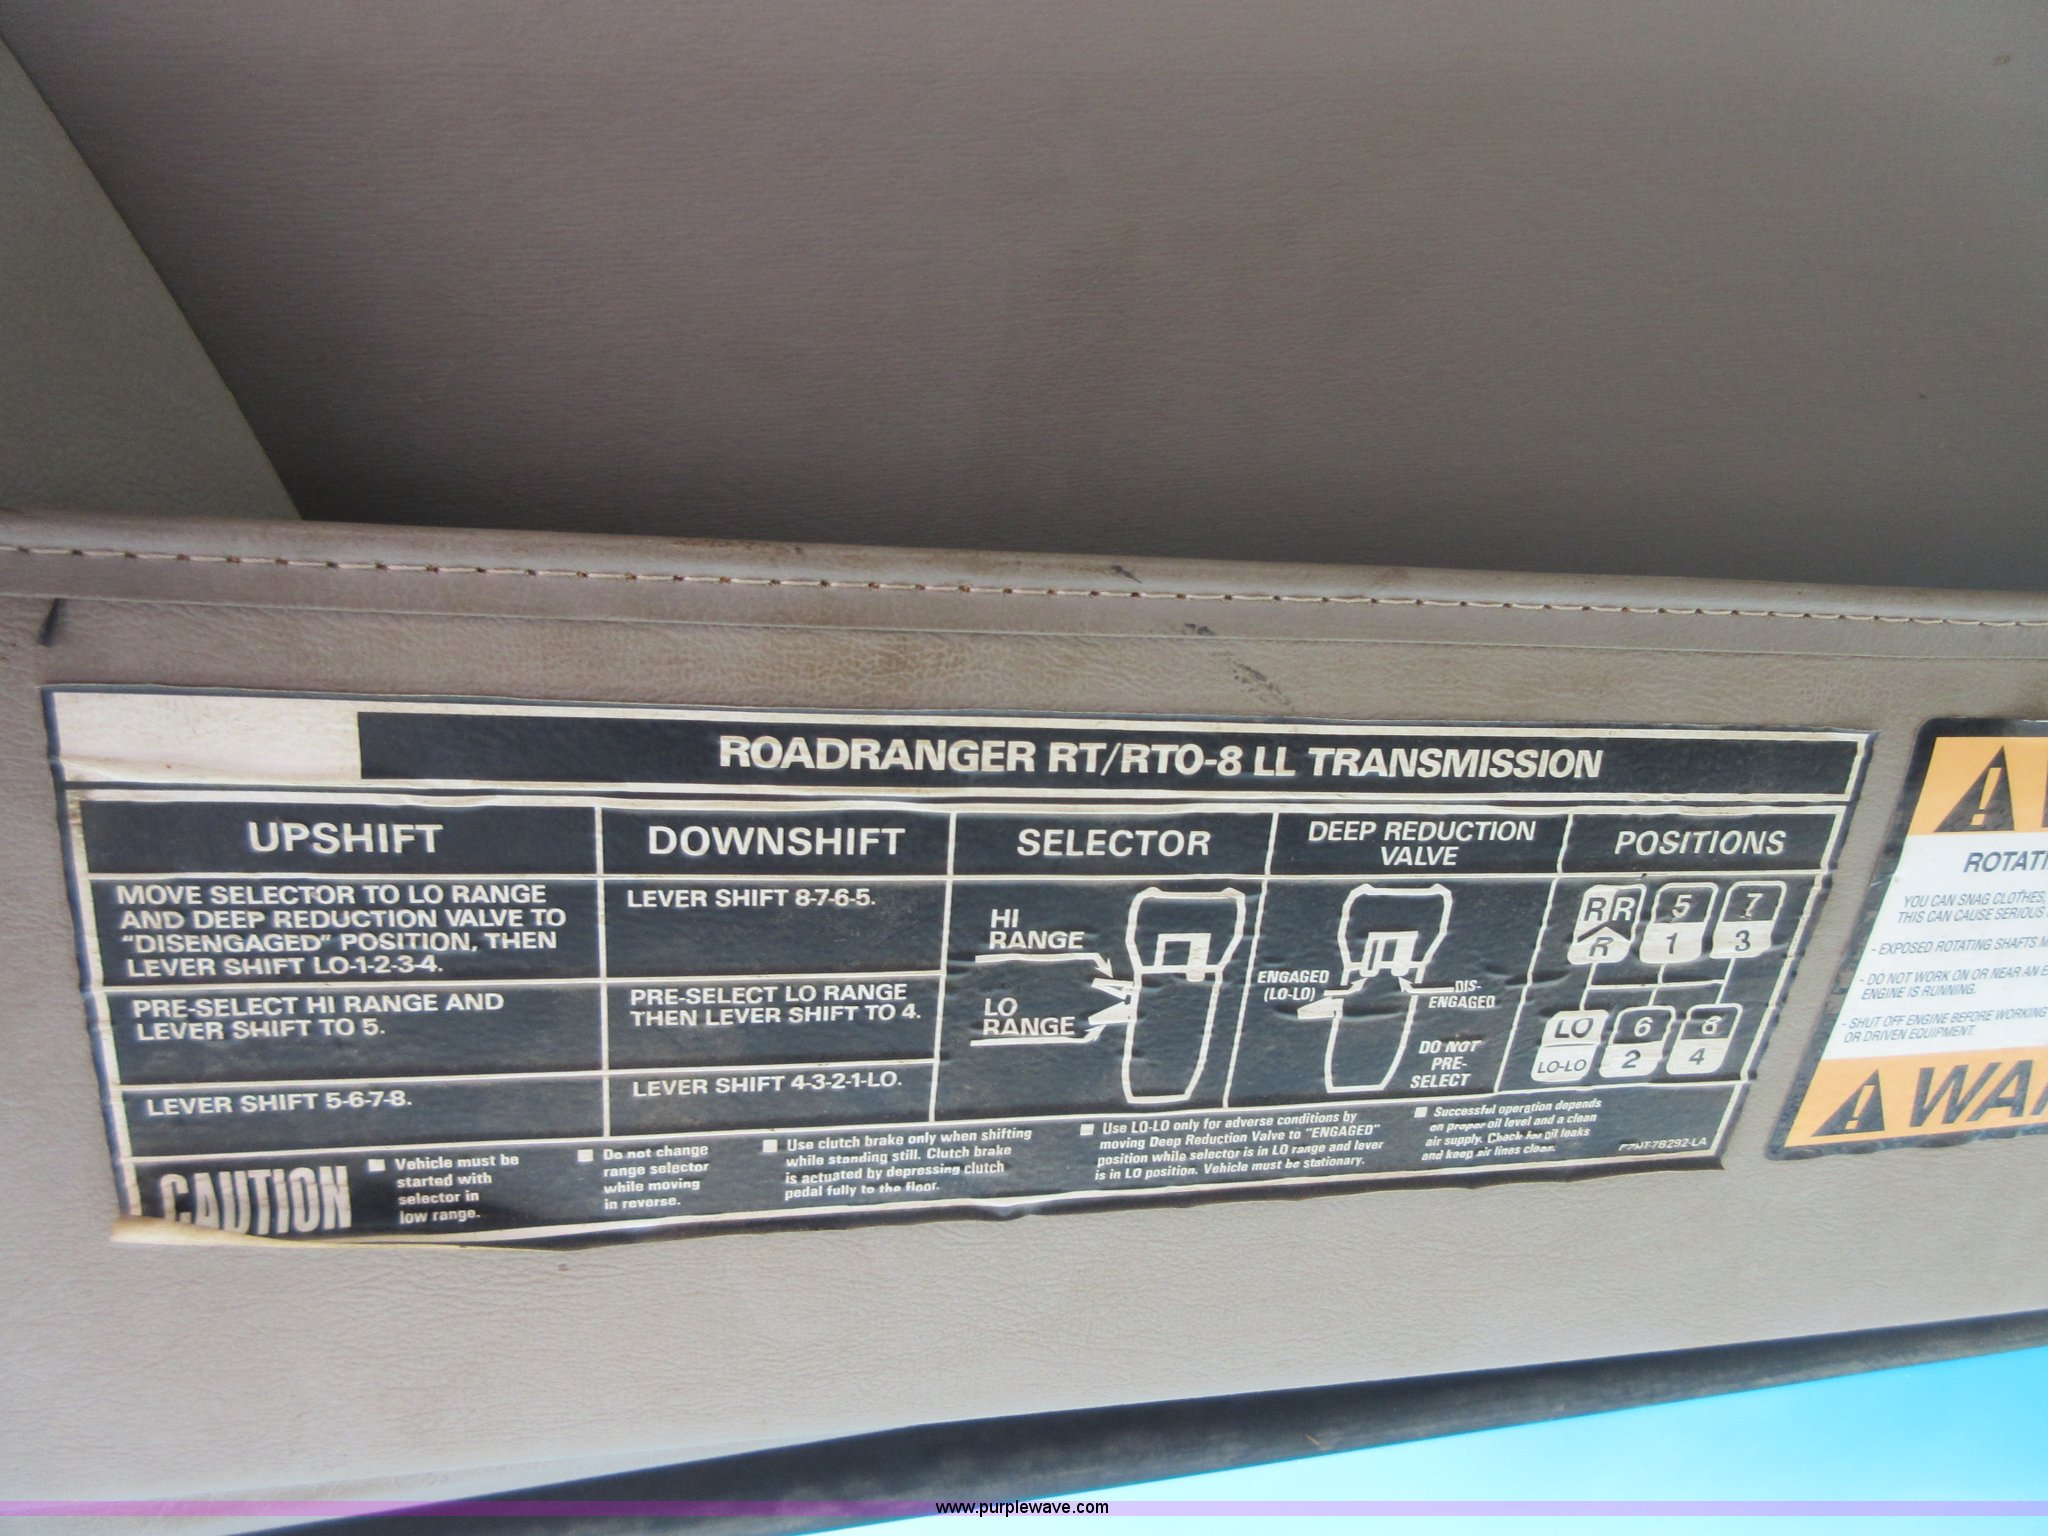 ROADRANGER RT/RTO-8 LL TRANSMISSION
UPSHIFT
MOVE SELECTOR TO LO RANGE
AND DEEP REDUCTION VALVE TO
"DISENGAGED" POSITION, THEN
LEVER SHIFT LO-1-2-3-4.
PRE-SELECT HI RANGE AND
LEVER SHIFT TO 5.
LEVER SHIFT 5-6-7-8.
DOWNSHIFT
LEVER SHIFT 8-7-6-5.
PRE-SELECT LO RANGE
THEN LEVER SHIFT TO 4.
LEVER SHIFT 4-3-2-1-LO.
SELECTOR
HI
RANGE
LO
RANGE
DEEP REDUCTION
VALVE
ENGAGED
(LO-LO)
DIS-
ENGAGED
DO NOT
PRE-
SELECT
POSITIONS
R R 5 7
R 1 3
LO 6 8
LO-LO 2 4
CAUTION
Vehicle must be
started with
selector in
low range.
Do not change
range selector
while moving
in reverse.
Use clutch brake only when shifting
while standing still. Clutch brake
is actuated by depressing clutch
pedal fully to the floor.
Use LO-LO only for adverse conditions by
moving Deep Reduction Valve to "ENGAGED"
position while selector is in LO range and lever
is in LO position. Vehicle must be stationary.
Successful operation depends
on proper oil level and a clean
air supply. Check for oil leaks
and keep air lines clean.
ROTATI
YOU CAN SNAG CLOTHES,
THIS CAN CAUSE SERIOUS
- EXPOSED ROTATING SHAFTS
- DO NOT WORK ON OR NEAR AN
ENGINE IS RUNNING.
- SHUT OFF ENGINE BEFORE WORKING
OR DRIVEN EQUIPMENT.
WA
www.purplewave.com